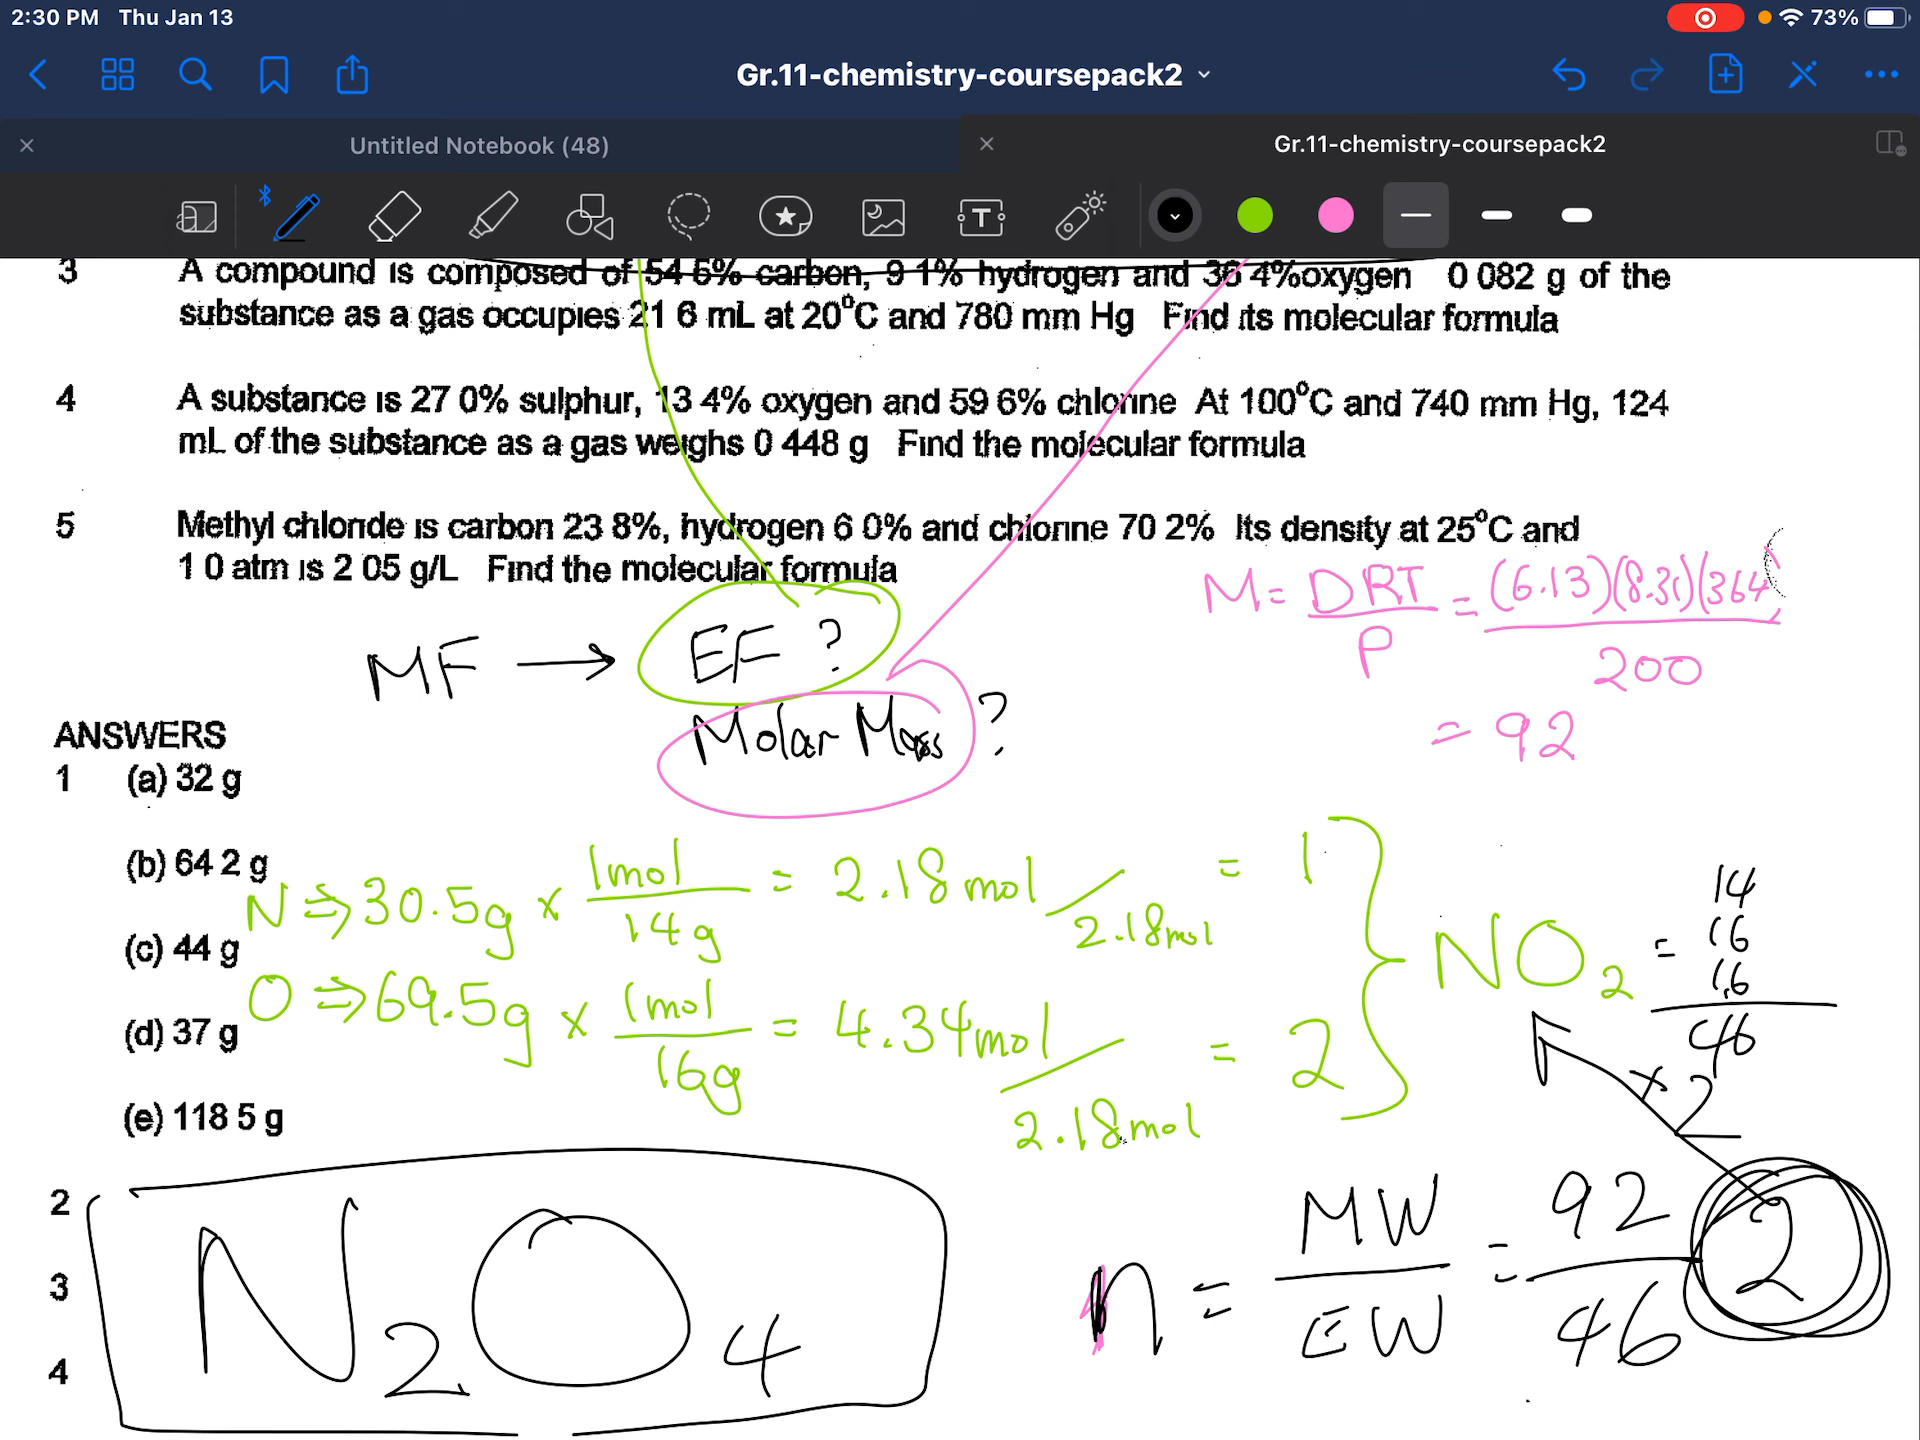 2:30 PM Thu Jan 13
73%
Gr.11-chemistry-coursepack2
Untitled Notebook (48)
Gr.11-chemistry-coursepack2
3 A compound is composed of 54 5% carbon, 9 1% hydrogen and 36 4%oxygen 0 082 g of the
substance as a gas occupies 21 6 mL at 20°C and 780 mm Hg Find its molecular formula
4 A substance is 27 0% sulphur, 13 4% oxygen and 59 6% chlorine At 100°C and 740 mm Hg, 124
mL of the substance as a gas weighs 0 448 g Find the molecular formula
5 Methyl chloride is carbon 23 8%, hydrogen 6 0% and chlorine 70 2% Its density at 25°C and
1 0 atm is 2 05 g/L Find the molecular formula
M = DRT/P = (6.13)(8.31)(364)/200
= 92
MF → EF ?
Molar Mass ?
ANSWERS
1 (a) 32 g
(b) 64 2 g
(c) 44 g
(d) 37 g
(e) 118 5 g
2
3
4
N ⇒ 30.5g × 1mol/14g = 2.18mol/2.18mol = 1
O ⇒ 69.5g × 1mol/16g = 4.34mol/2.18mol = 2
NO2 =
14
16
16
46
×2
n = MW/EW = 92/46 2
N2O4